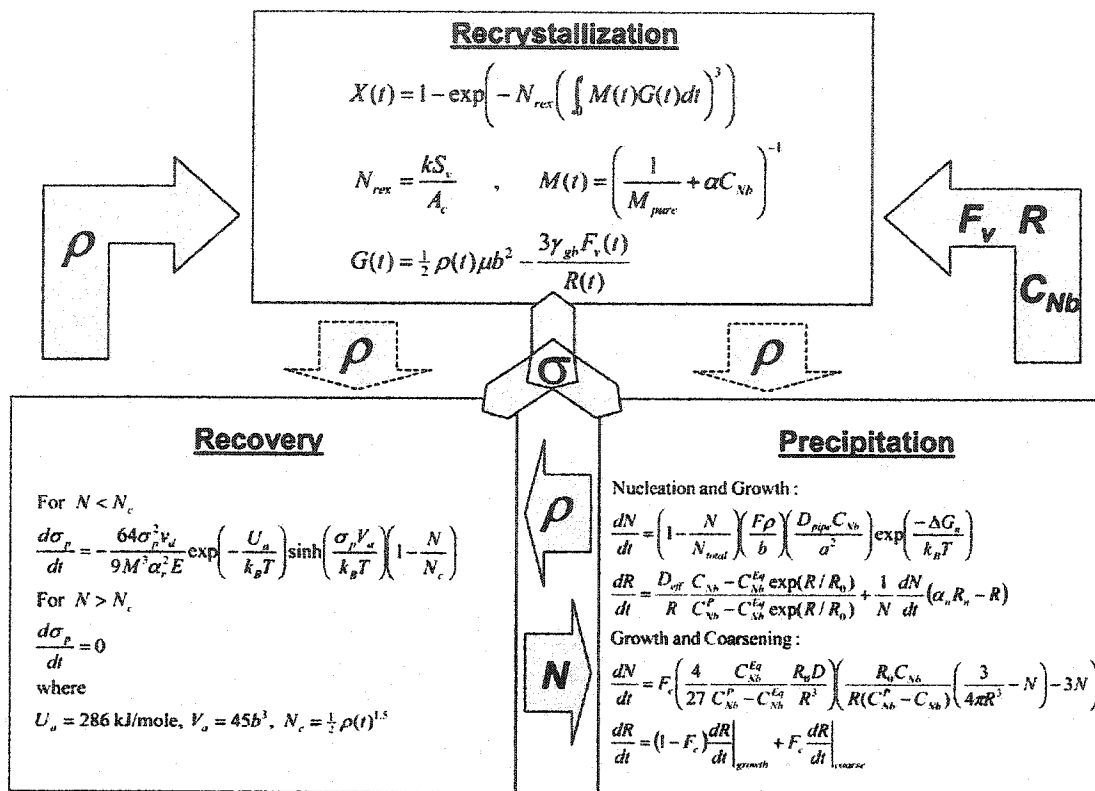 Recrystallization
X(t) = 1 - exp(-N_rex(∫_0^t M(t)G(t)dt)^3)
N_rex = kS_v / A_c , M(t) = (1/M_pure + αC_Nb)^-1
G(t) = ½ρ(t)μb² - 3γ_gb F_v(t) / R(t)
ρ
F_v R
C_Nb
ρ
ρ
σ
Recovery
For N < N_c
dσ_p/dt = - (64σ_p² v_d / 9M³α_r²E) exp(-U_a / k_BT) sinh(σ_pV_a / k_BT)(1 - N/N_c)
For N > N_c
dσ_p/dt = 0
where
U_a = 286 kJ/mole, V_a = 45b³, N_c = ½ρ(t)^1.5
ρ
N
Precipitation
Nucleation and Growth :
dN/dt = (1 - N/N_total)(Fρ/b)(D_pipe C_Nb / a²) exp(-ΔG_n / k_BT)
dR/dt = (D_eff / R) (C_Nb - C_Nb^Eq exp(R/R_0)) / (C_Nb^P - C_Nb^Eq exp(R/R_0)) + (1/N)(dN/dt)(α_n R_n - R)
Growth and Coarsening :
dN/dt = F_c((4/27) (C_Nb^Eq / (C_Nb^P - C_Nb^Eq)) (R_0D / R³)(R_0C_Nb / (R(C_Nb^P - C_Nb)) (3/4πR³ - N) - 3N)
dR/dt = (1 - F_c) dR/dt|_growth + F_c dR/dt|_coarse